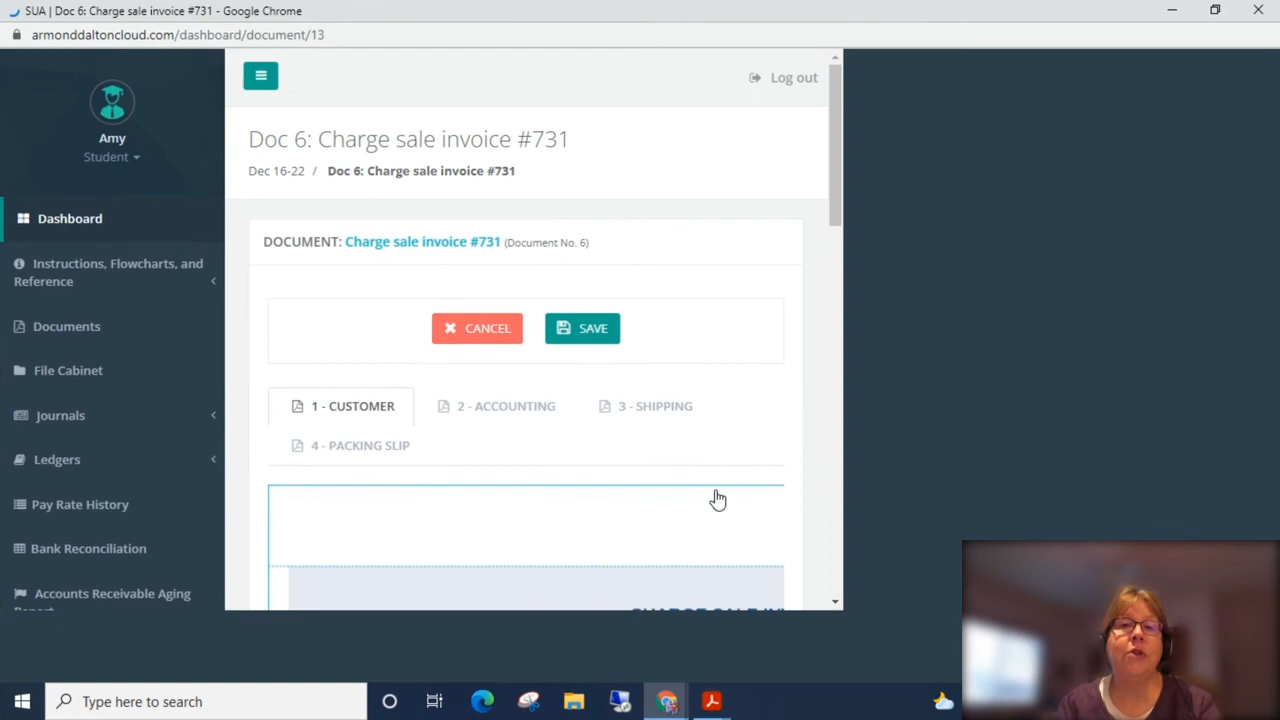 SUA | Doc 6: Charge sale invoice #731 - Google Chrome
armonddaltoncloud.com/dashboard/document/13
Log out
Amy
Student
Doc 6: Charge sale invoice #731
Dec 16-22 / Doc 6: Charge sale invoice #731
Dashboard
DOCUMENT: Charge sale invoice #731 (Document No. 6)
Instructions, Flowcharts, and
Reference
Documents
CANCEL
SAVE
File Cabinet
Journals
1 - CUSTOMER
2 - ACCOUNTING
3 - SHIPPING
4 - PACKING SLIP
Ledgers
Pay Rate History
Bank Reconciliation
Accounts Receivable Aging
Type here to search